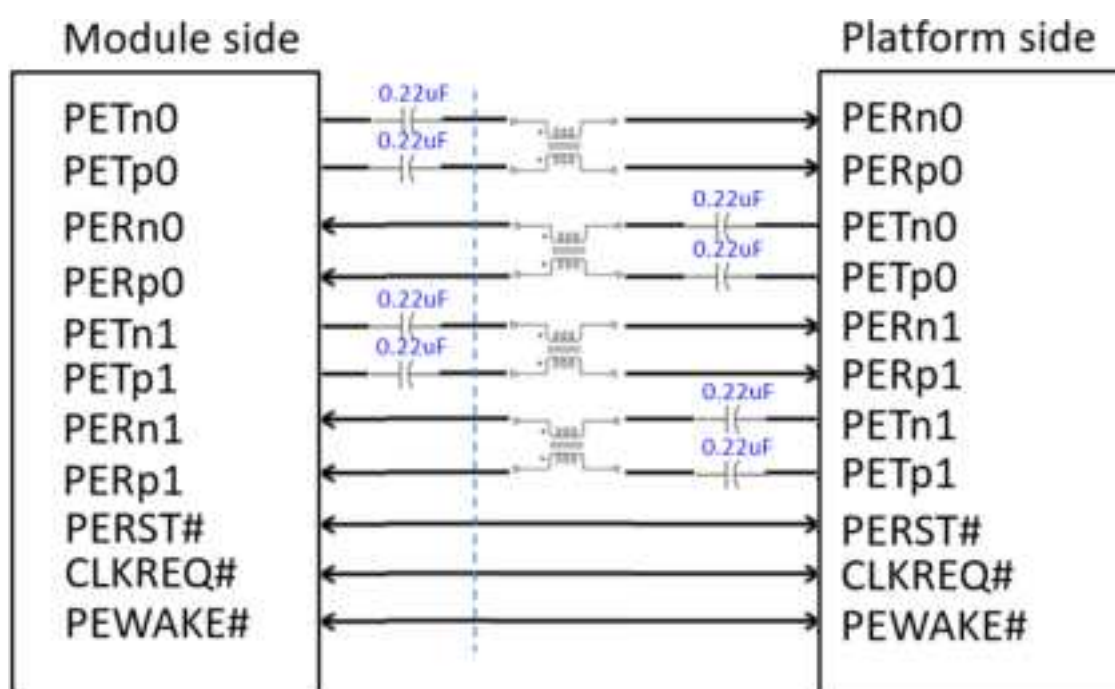 Module side
Platform side
PETn0
0.22uF
PERn0
PETp0
0.22uF
PERp0
PERn0
0.22uF
PETn0
PERp0
0.22uF
PETp0
PETn1
0.22uF
PERn1
PETp1
0.22uF
PERp1
PERn1
0.22uF
PETn1
PERp1
0.22uF
PETp1
PERST#
PERST#
CLKREQ#
CLKREQ#
PEWAKE#
PEWAKE#